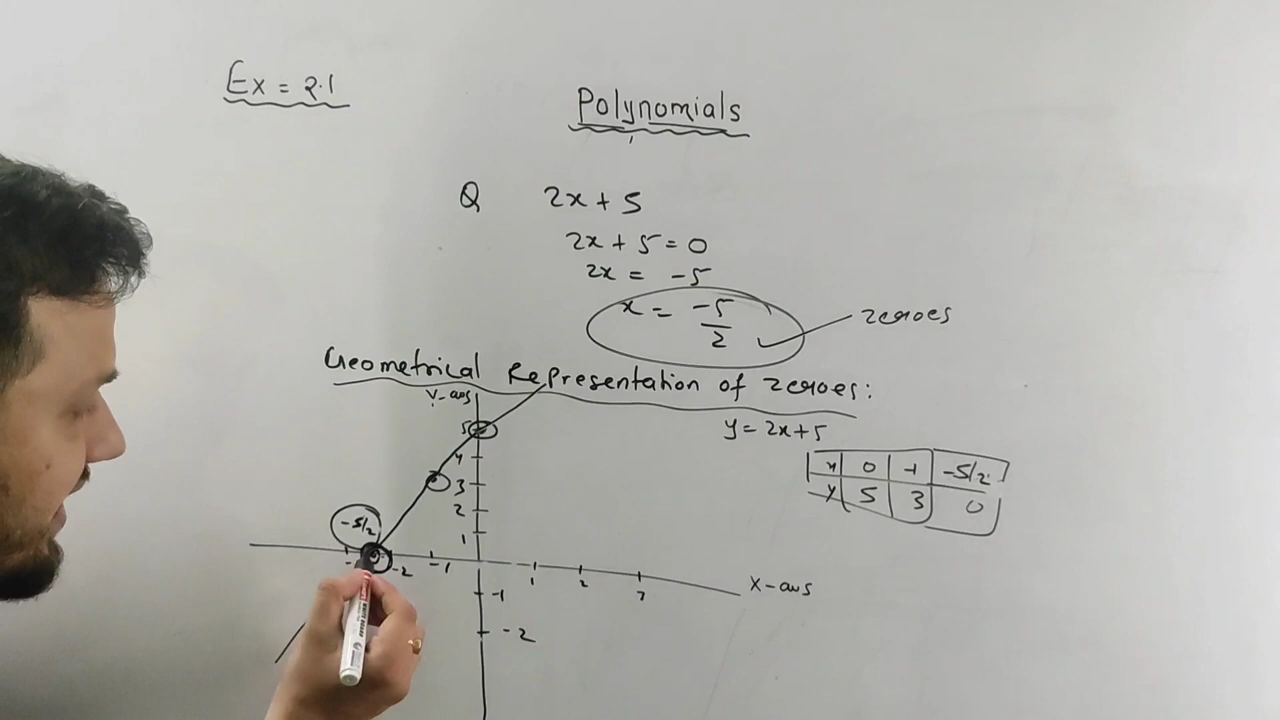 Ex = 2.1
Polynomials
Q 2x + 5
2x + 5 = 0
2x = -5
x = -5/2 zeroes
Geometrical Representation of zeroes:
Y-axis
y = 2x + 5
x 0 -1 -5/2
y 5 3 0
5
4
3
2
1
-5/2
-2 -1 1 2 3 X-axis
-1
-2